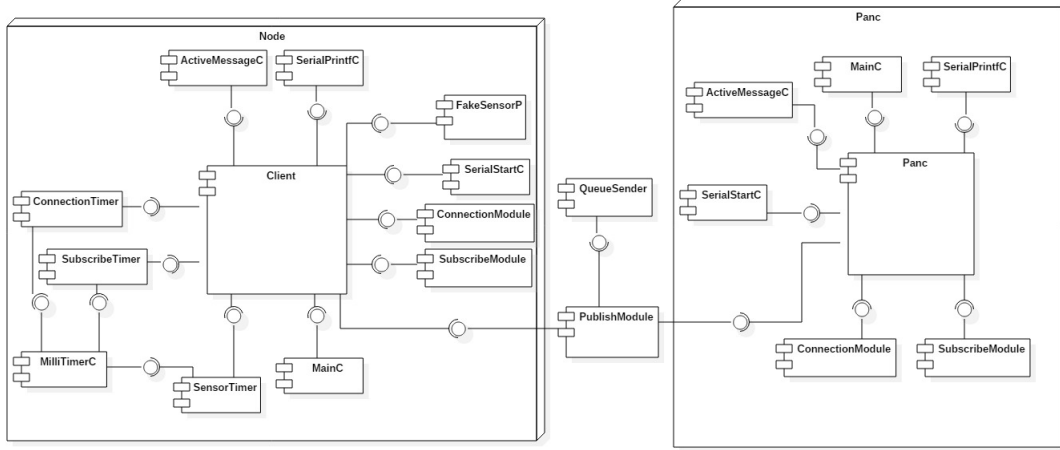 Node
ActiveMessageC
SerialPrintfC
FakeSensorP
Client
SerialStartC
ConnectionTimer
ConnectionModule
SubscribeTimer
SubscribeModule
MilliTimerC
SensorTimer
MainC
QueueSender
PublishModule
Panc
MainC
SerialPrintfC
ActiveMessageC
Panc
SerialStartC
ConnectionModule
SubscribeModule